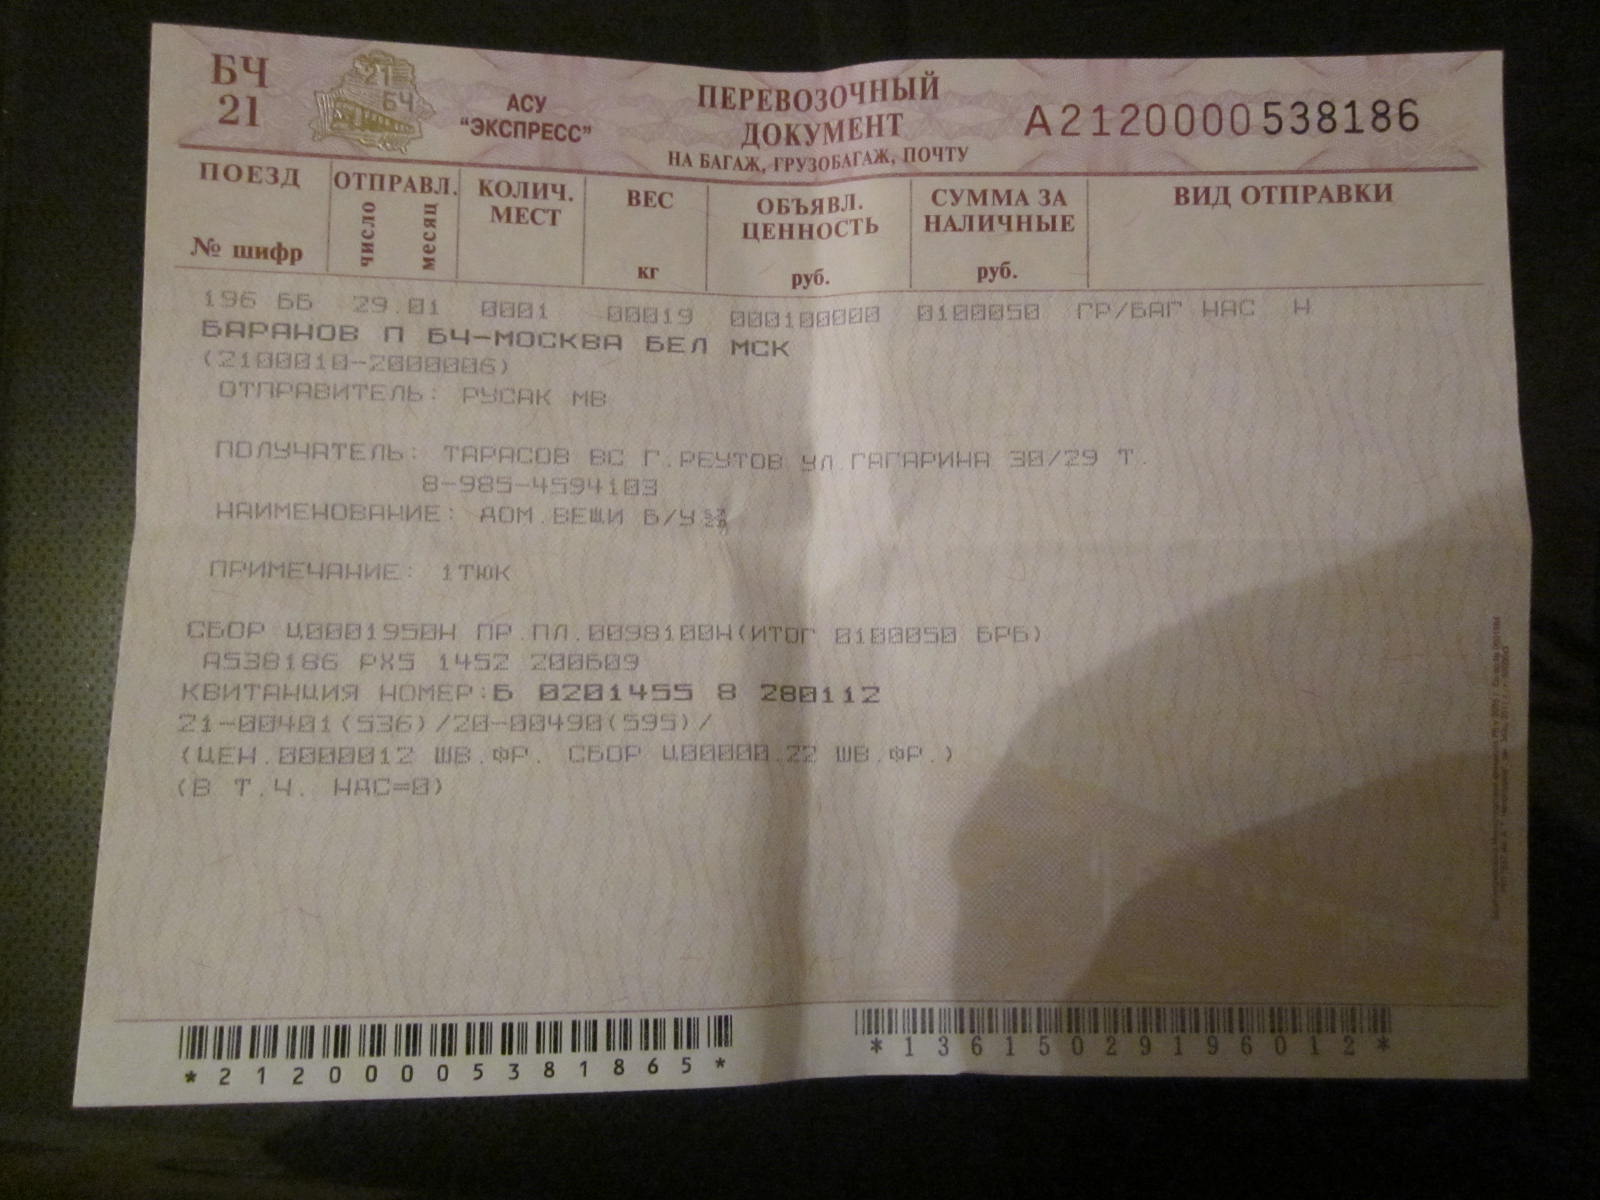 БЧ
21
21
БЧ
АСУ
"ЭКСПРЕСС"
ПЕРЕВОЗОЧНЫЙ
ДОКУМЕНТ
НА БАГАЖ, ГРУЗОБАГАЖ, ПОЧТУ
А2120000538186
ПОЕЗД
№ шифр
ОТПРАВЛ.
число
месяц
КОЛИЧ.
МЕСТ
ВЕС
кг
ОБЪЯВЛ.
ЦЕННОСТЬ
руб.
СУММА ЗА
НАЛИЧНЫЕ
руб.
ВИД ОТПРАВКИ
196 ББ 29.01 0001 00019 000100000 0100050 ГР/БАГ НАС Н
БАРАНОВ П БЧ-МОСКВА БЕЛ МСК
(2100010-2000006)
ОТПРАВИТЕЛЬ: РУСАК МВ
ПОЛУЧАТЕЛЬ: ТАРАСОВ ВС Г.РЕУТОВ УЛ ГАГАРИНА 30/29 Т.
8-985-4594103
НАИМЕНОВАНИЕ: ДОМ.ВЕЩИ Б/У
ПРИМЕЧАНИЕ: 1ТЮК
СБОР Ц0001950Н ПР.ПЛ.0098100Н(ИТОГ 0100050 БРБ)
А538186 РХ5 1452 200609
КВИТАНЦИЯ НОМЕР:Б 0201455 8 280112
21-00401(536)/20-00490(595)/
(ЦЕН.0000012 ШВ.ФР. СБОР Ц00000.22 ШВ.ФР.)
(В Т.Ч. НАС=0)
*21200005381865*
*13615029196012*